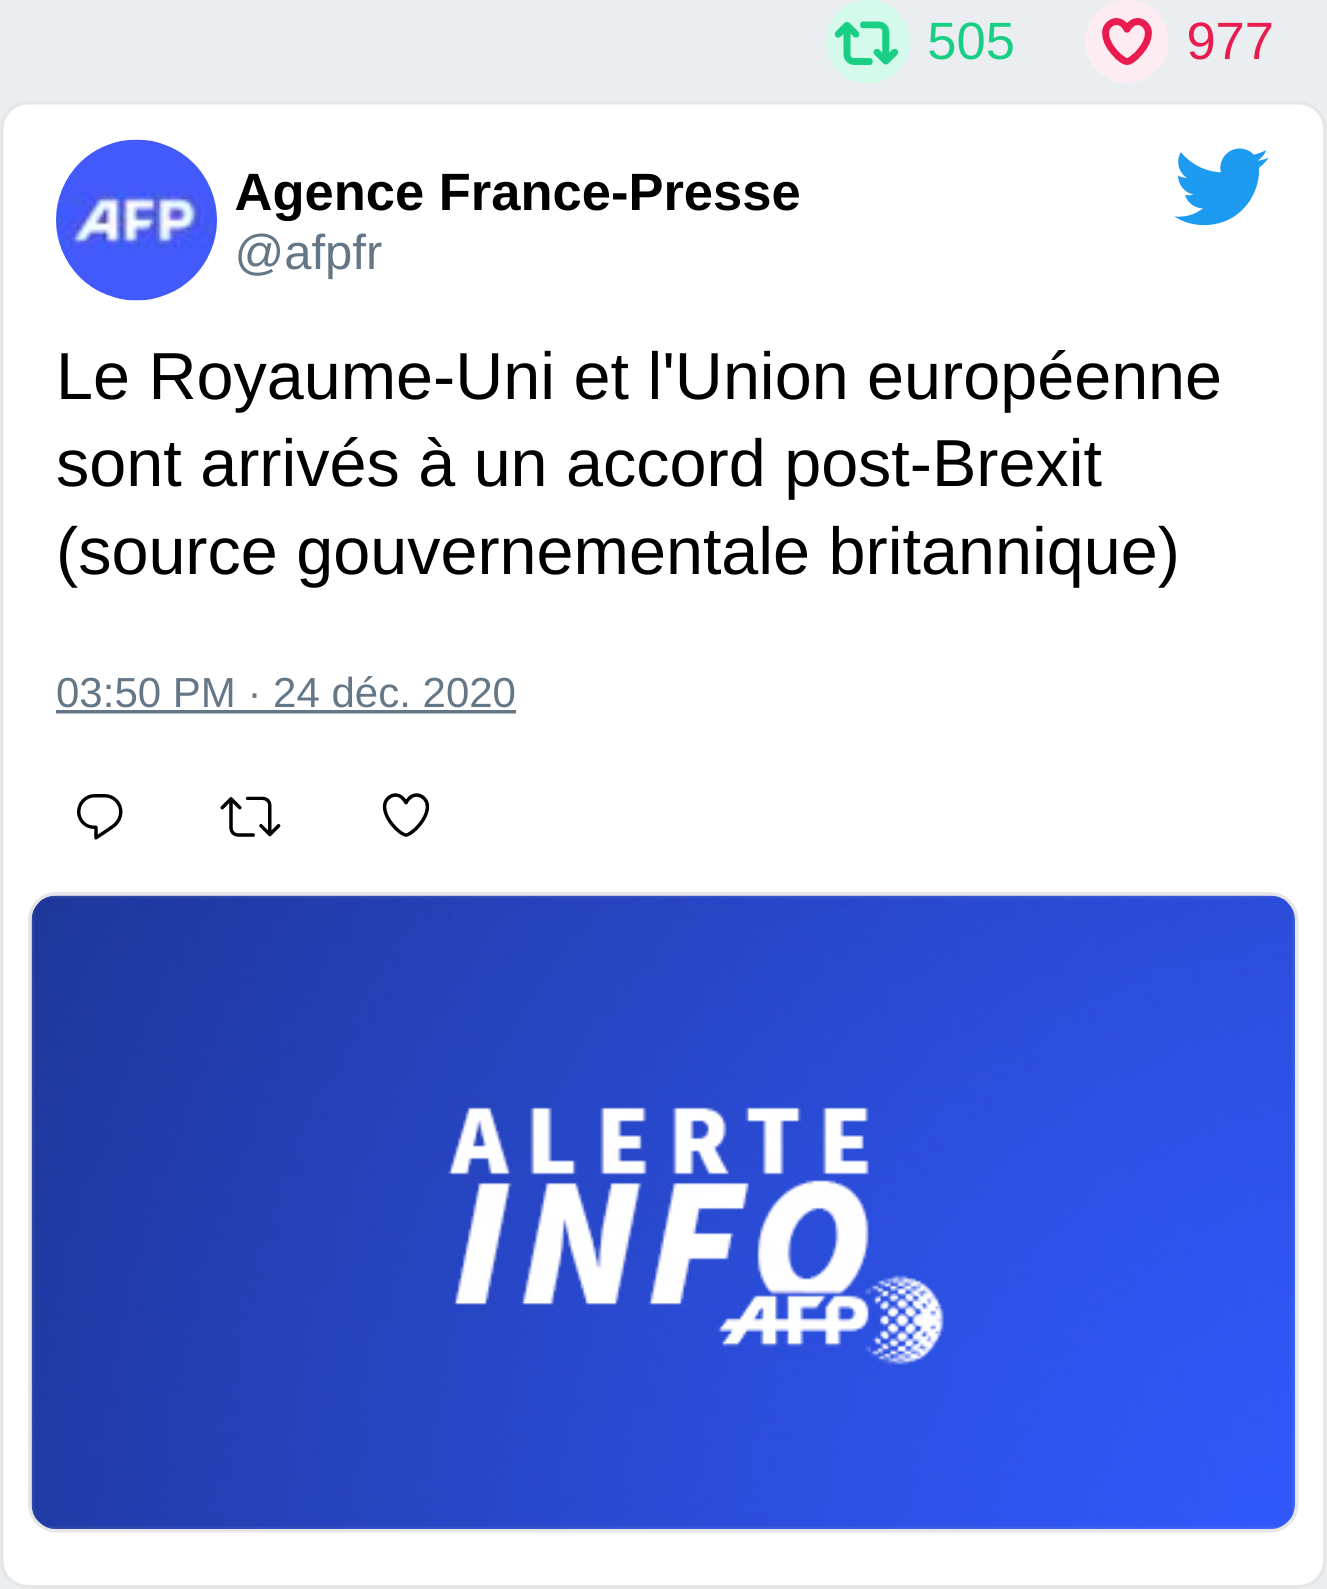 505 977
AFP
Agence France-Presse
@afpfr
Le Royaume-Uni et l'Union européenne
sont arrivés à un accord post-Brexit
(source gouvernementale britannique)
03:50 PM · 24 déc. 2020
ALERTE
INFO
AFP